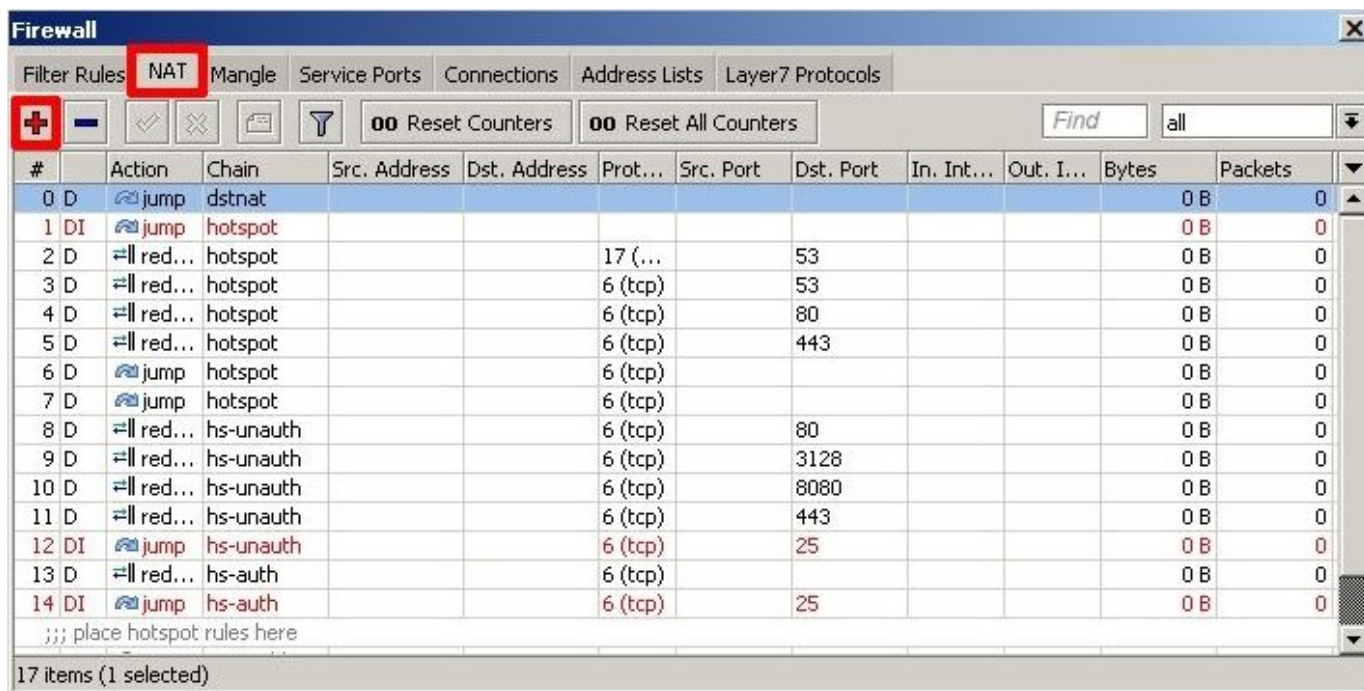 Firewall
Filter Rules NAT Mangle Service Ports Connections Address Lists Layer7 Protocols
00 Reset Counters 00 Reset All Counters Find all
# Action Chain Src. Address Dst. Address Prot... Src. Port Dst. Port In. Int... Out. I... Bytes Packets
0 D jump dstnat 0 B 0
1 DI jump hotspot 0 B 0
2 D red... hotspot 17 (... 53 0 B 0
3 D red... hotspot 6 (tcp) 53 0 B 0
4 D red... hotspot 6 (tcp) 80 0 B 0
5 D red... hotspot 6 (tcp) 443 0 B 0
6 D jump hotspot 6 (tcp) 0 B 0
7 D jump hotspot 6 (tcp) 0 B 0
8 D red... hs-unauth 6 (tcp) 80 0 B 0
9 D red... hs-unauth 6 (tcp) 3128 0 B 0
10 D red... hs-unauth 6 (tcp) 8080 0 B 0
11 D red... hs-unauth 6 (tcp) 443 0 B 0
12 DI jump hs-unauth 6 (tcp) 25 0 B 0
13 D red... hs-auth 6 (tcp) 0 B 0
14 DI jump hs-auth 6 (tcp) 25 0 B 0
;;; place hotspot rules here
17 items (1 selected)